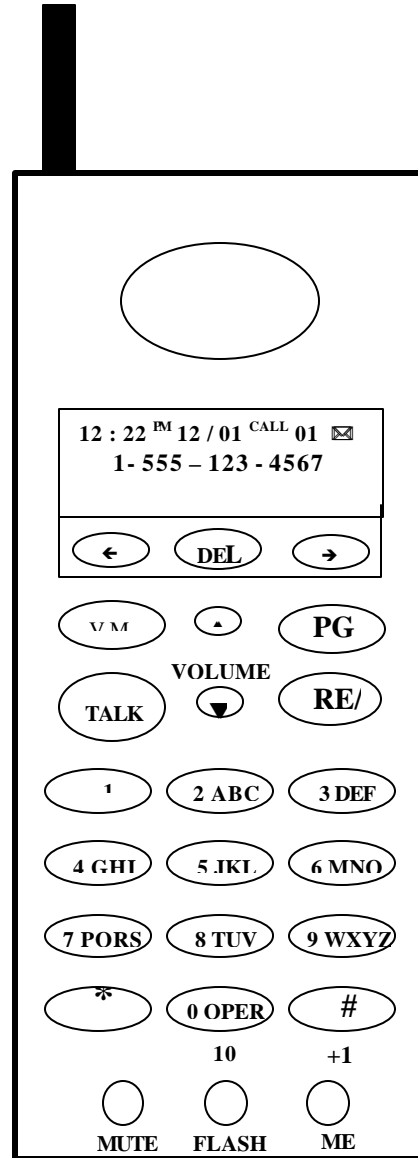 12 : 22 PM 12 / 01 CALL 01
1- 555 – 123 - 4567
← DEL →
V M PG
VOLUME
TALK RE/
1 2 ABC 3 DEF
4 GHI 5 JKL 6 MNO
7 PQRS 8 TUV 9 WXYZ
* 0 OPER #
10 +1
MUTE FLASH ME